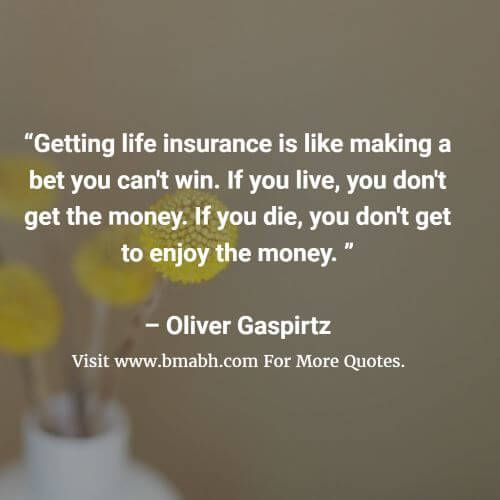 “Getting life insurance is like making a
bet you can't win. If you live, you don't
get the money. If you die, you don't get
to enjoy the money. ”
– Oliver Gaspirtz
Visit www.bmabh.com For More Quotes.